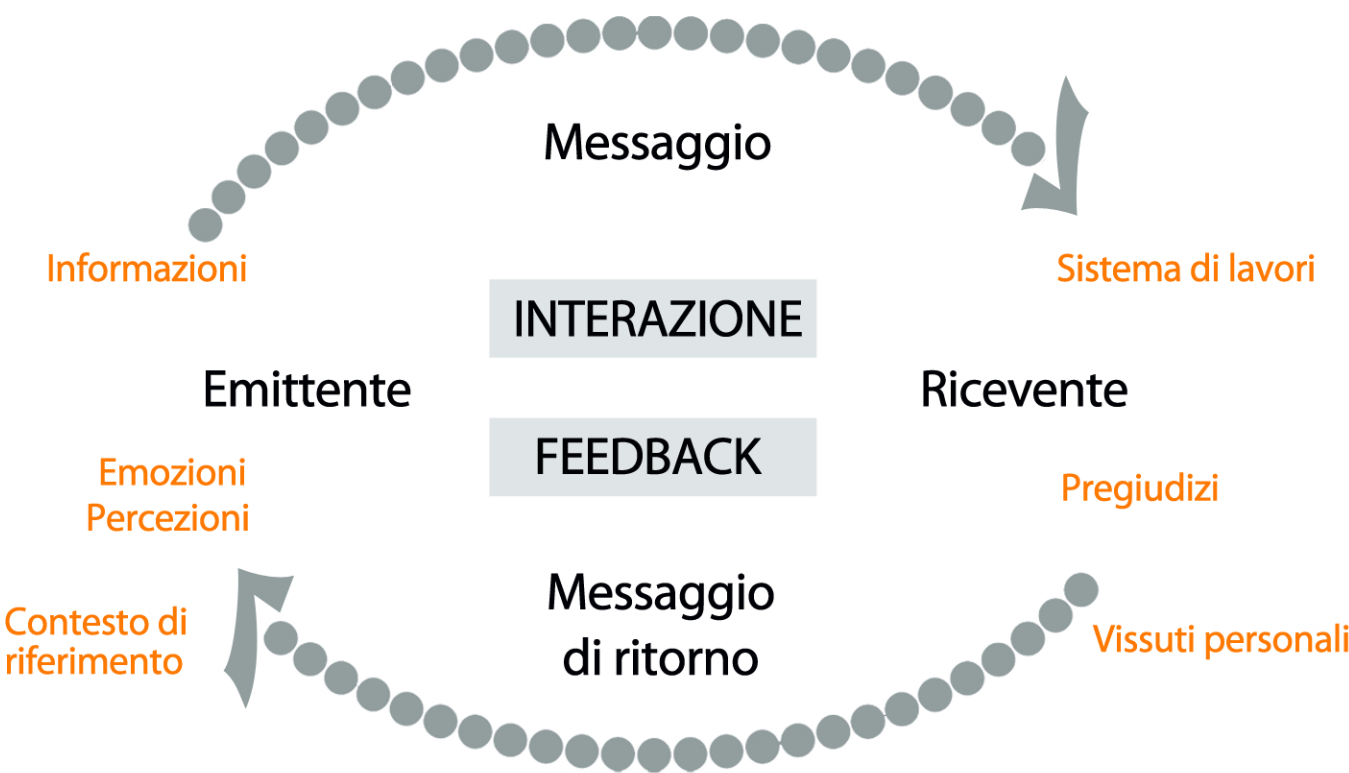 Messaggio
Informazioni
Sistema di lavori
INTERAZIONE
Emittente
Ricevente
FEEDBACK
Emozioni
Percezioni
Pregiudizi
Messaggio
di ritorno
Contesto di
riferimento
Vissuti personali